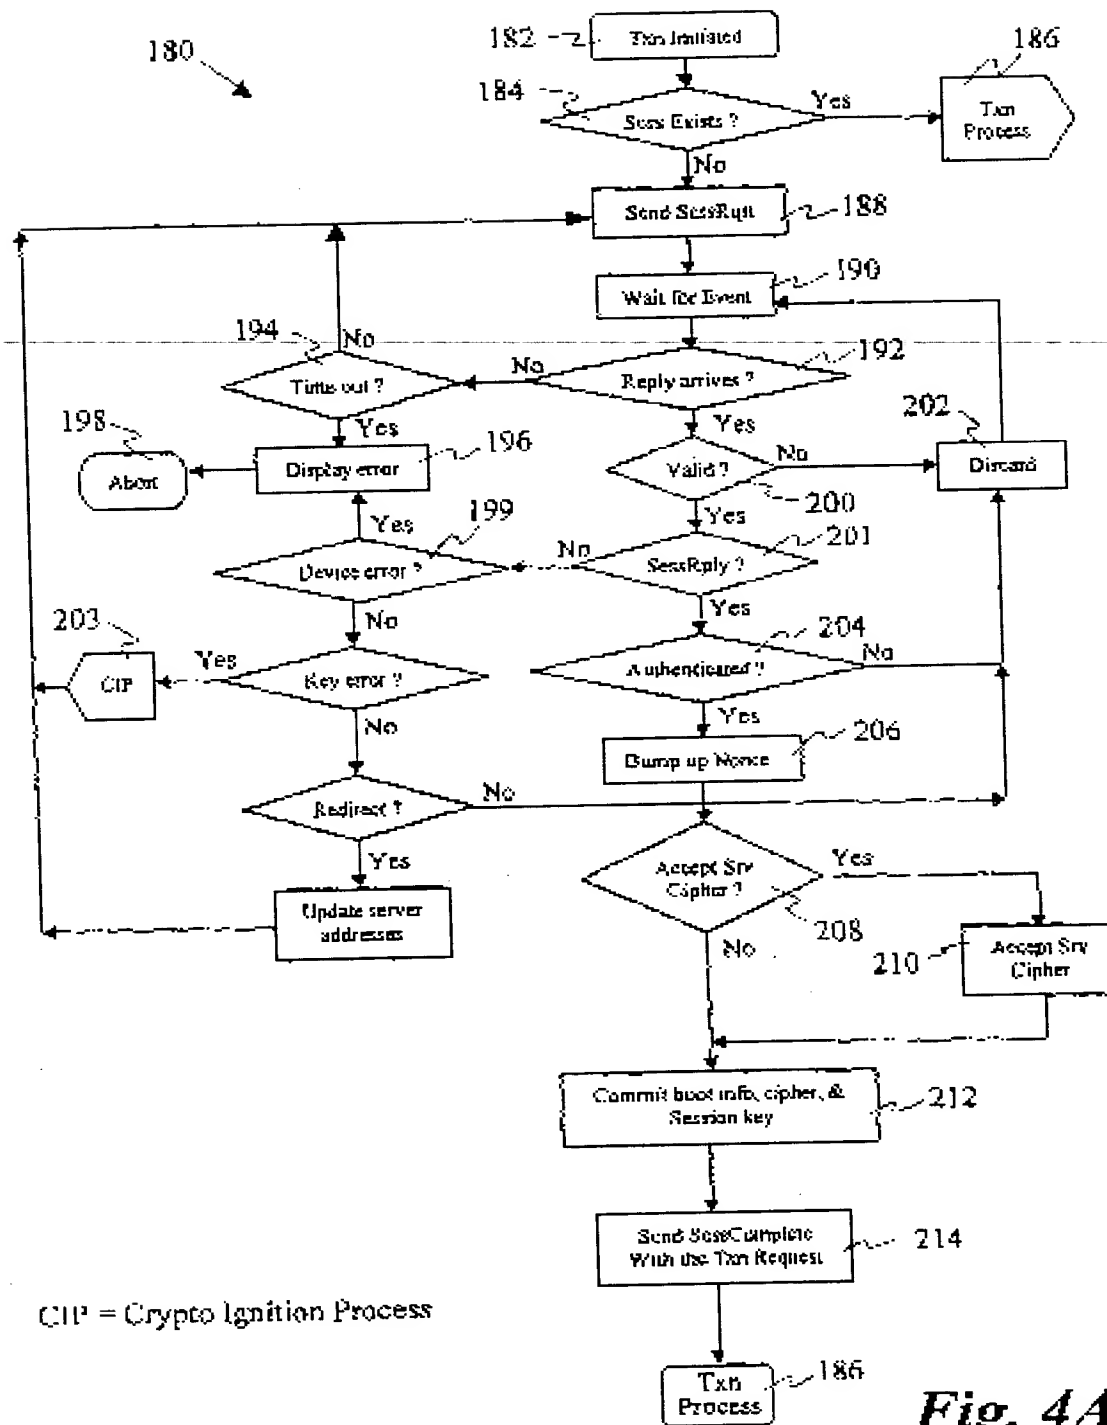 180
182
Txn Initiated
186
184
Sess Exists ?
Yes
Txn
Process
No
Send SessRqst
188
190
Wait for Event
194
No
192
Time out ?
No
Reply arrives ?
202
198
Yes
196
Yes
Abort
Display error
Valid ?
No
Discard
200
Yes
199
Yes
201
Device error ?
No
SessRply ?
203
No
Yes
204
Yes
CIP
Key error ?
Authenticated ?
No
No
Yes
206
Bump up Nonce
Redirect ?
No
Yes
Accept Srv
Cipher ?
Yes
Update server
addresses
208
No
210
Accept Srv
Cipher
Commit boot info, cipher, &
Session key
212
Send SessComplete
With the Txn Request
214
CIP = Crypto Ignition Process
Txn
Process
186
Fig. 4A